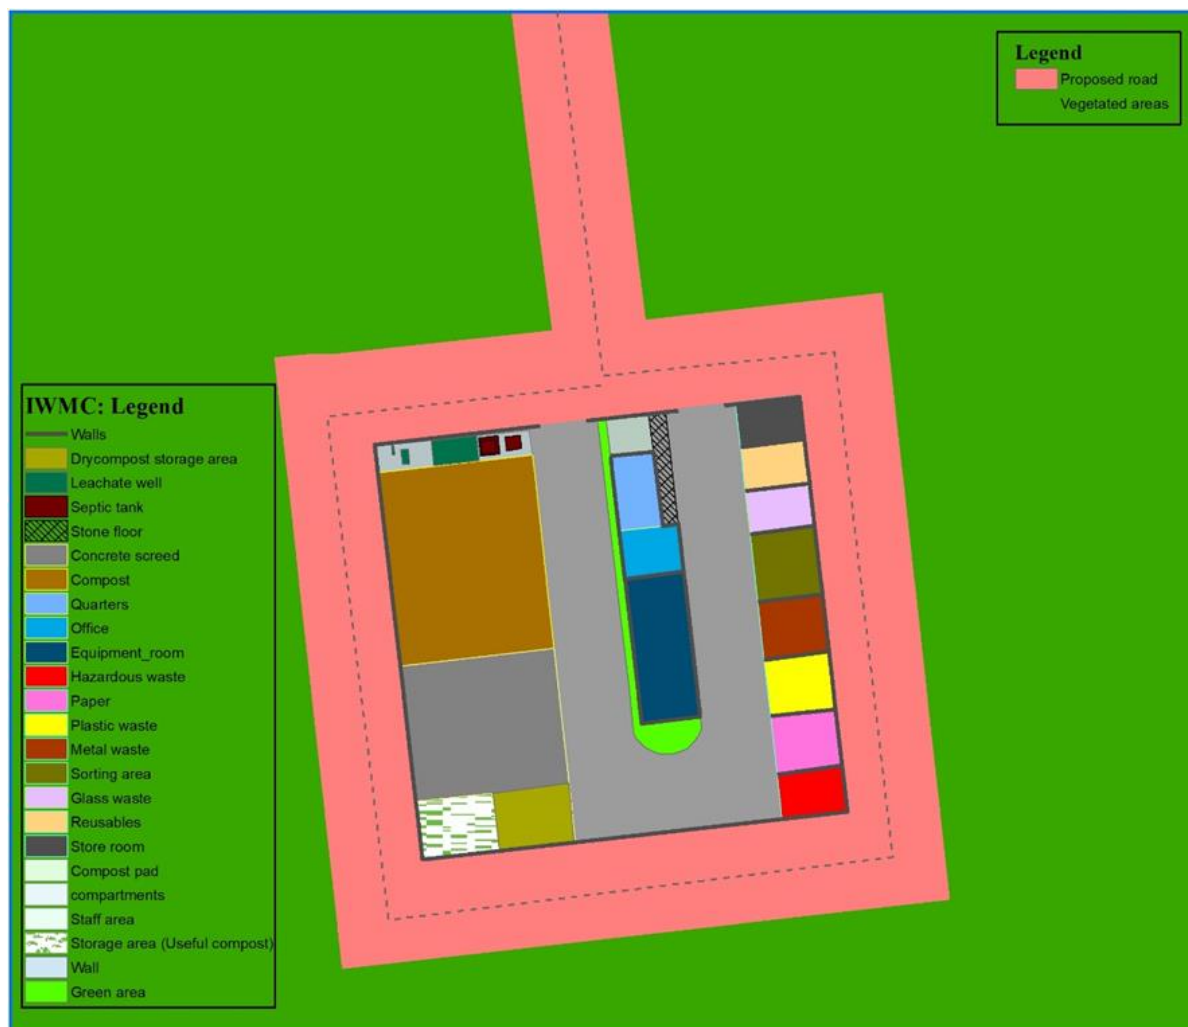 Legend
Proposed road
Vegetated areas
IWMC: Legend
Walls
Drycompost storage area
Leachate well
Septic tank
Stone floor
Concrete screed
Compost
Quarters
Office
Equipment_room
Hazardous waste
Paper
Plastic waste
Metal waste
Sorting area
Glass waste
Reusables
Store room
Compost pad
compartments
Staff area
Storage area (Useful compost)
Wall
Green area